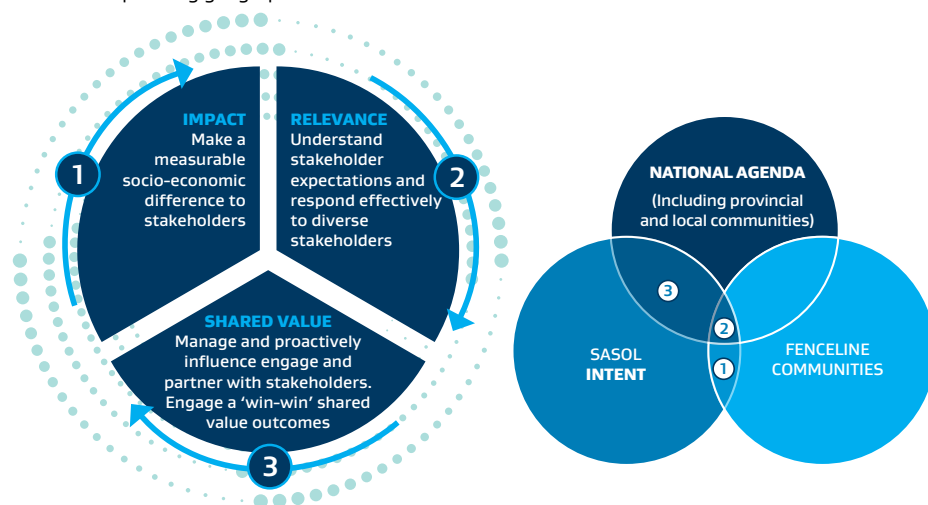 IMPACT
Make a
measurable
socio-economic
difference to
stakeholders
1
RELEVANCE
Understand
stakeholder
expectations and
respond effectively
to diverse
stakeholders
2
SHARED VALUE
Manage and proactively
influence engage and
partner with stakeholders.
Engage a ‘win-win’ shared
value outcomes
3
NATIONAL AGENDA
(Including provincial
and local communities)
3
2
1
SASOL
INTENT
FENCELINE
COMMUNITIES